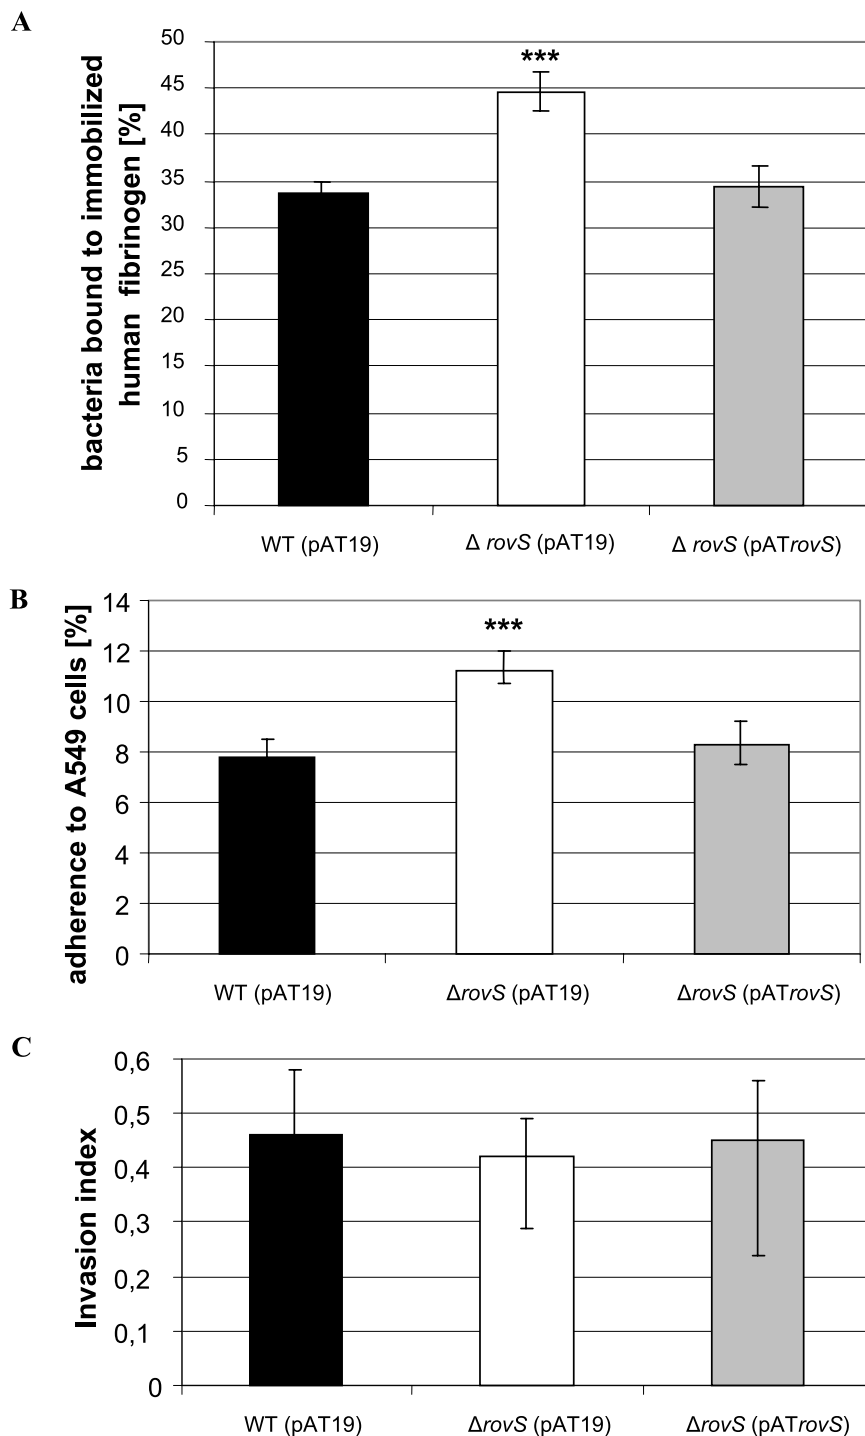 A
bacteria bound to immobilized
human fibrinogen [%]
50
45
40
35
30
25
20
15
10
5
0
***
WT (pAT19)
Δ rovS (pAT19)
Δ rovS (pATrovS)
B
adherence to A549 cells [%]
14
12
10
8
6
4
2
0
***
WT (pAT19)
ΔrovS (pAT19)
ΔrovS (pATrovS)
C
Invasion index
0,6
0,5
0,4
0,3
0,2
0,1
0
WT (pAT19)
ΔrovS (pAT19)
ΔrovS (pATrovS)